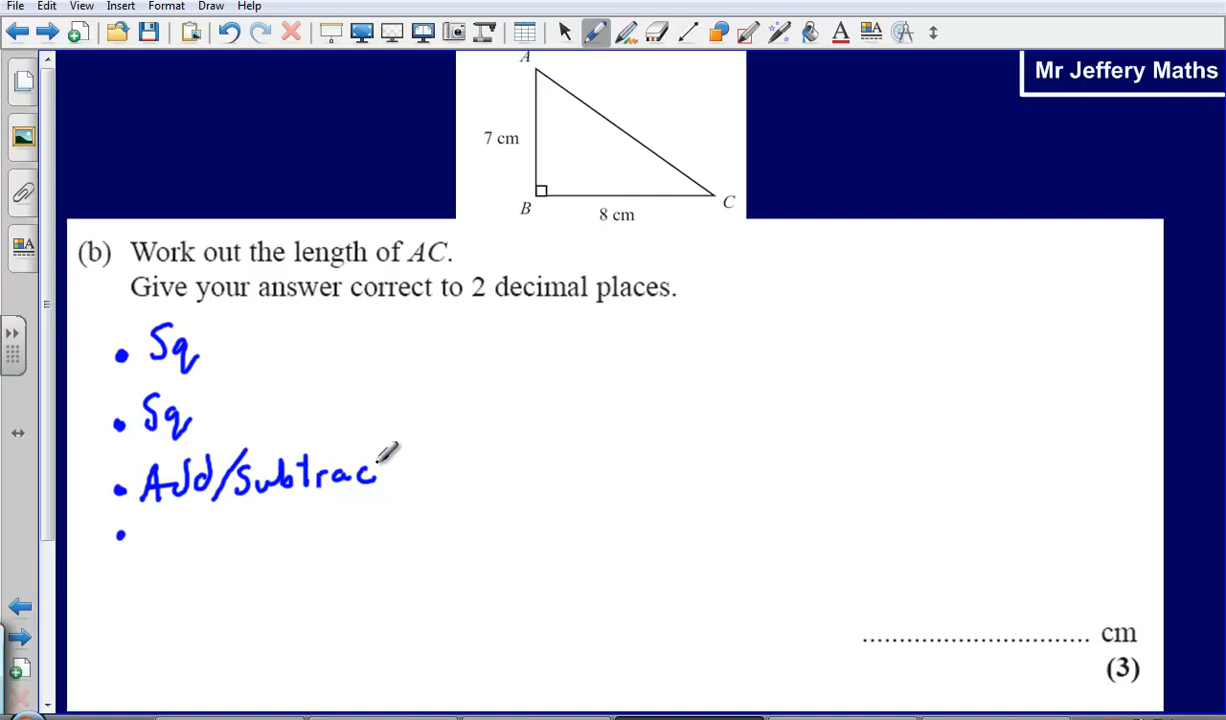 File Edit View Insert Format Draw Help
Mr Jeffery Maths
A
7 cm
B
C
8 cm
(b) Work out the length of AC.
Give your answer correct to 2 decimal places.
• Sq
• Sq
• Add/Subtrac
•
.............................. cm
(3)